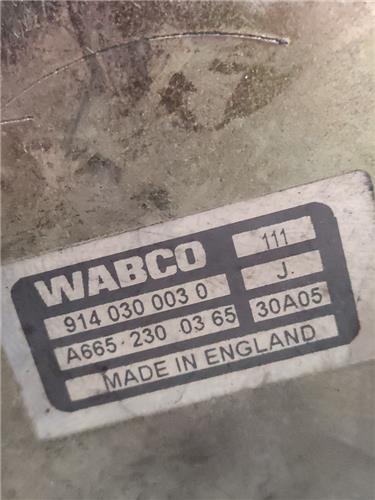 WABCO 111
914 030 003 0 J.
A665 · 230 03 65 30A05
MADE IN ENGLAND